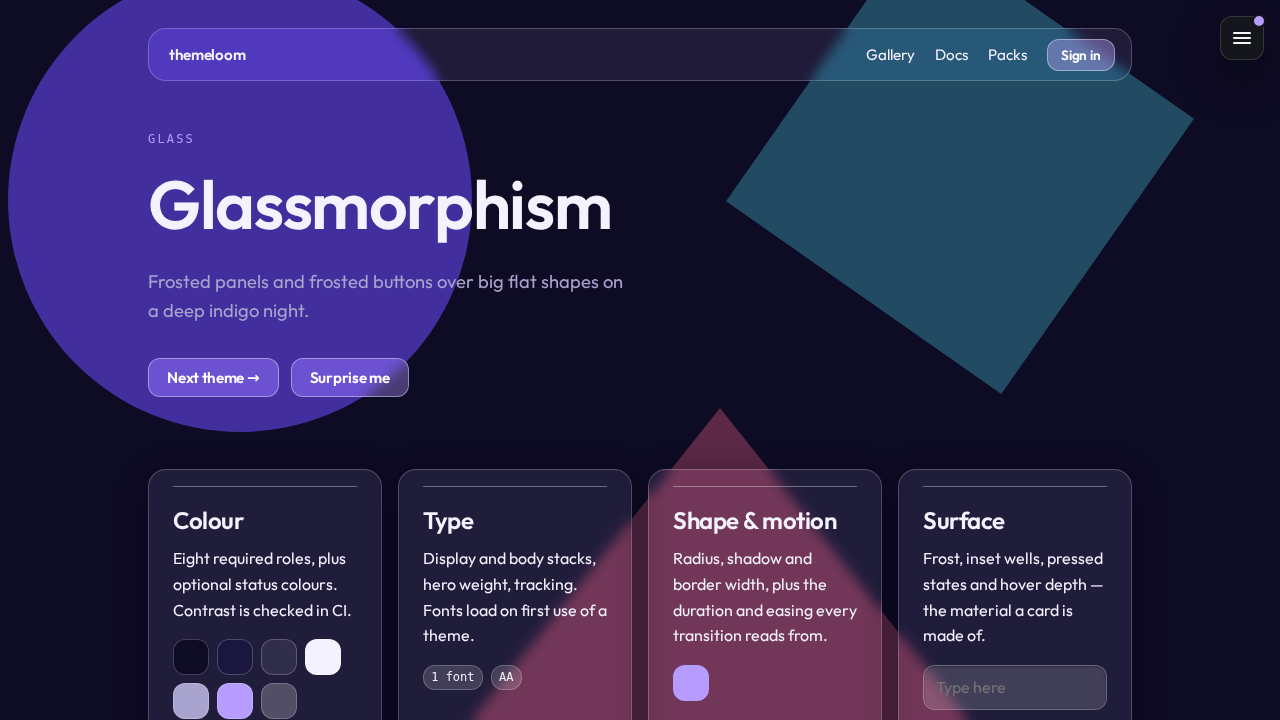 themeloom
Gallery Docs Packs Sign in
GLASS
Glassmorphism
Frosted panels and frosted buttons over big flat shapes on
a deep indigo night.
Next theme →
Surprise me
Colour
Eight required roles, plus
optional status colours.
Contrast is checked in CI.
Type
Display and body stacks,
hero weight, tracking.
Fonts load on first use of a
theme.
1 font
AA
Shape & motion
Radius, shadow and
border width, plus the
duration and easing every
transition reads from.
Surface
Frost, inset wells, pressed
states and hover depth —
the material a card is
made of.
Type here